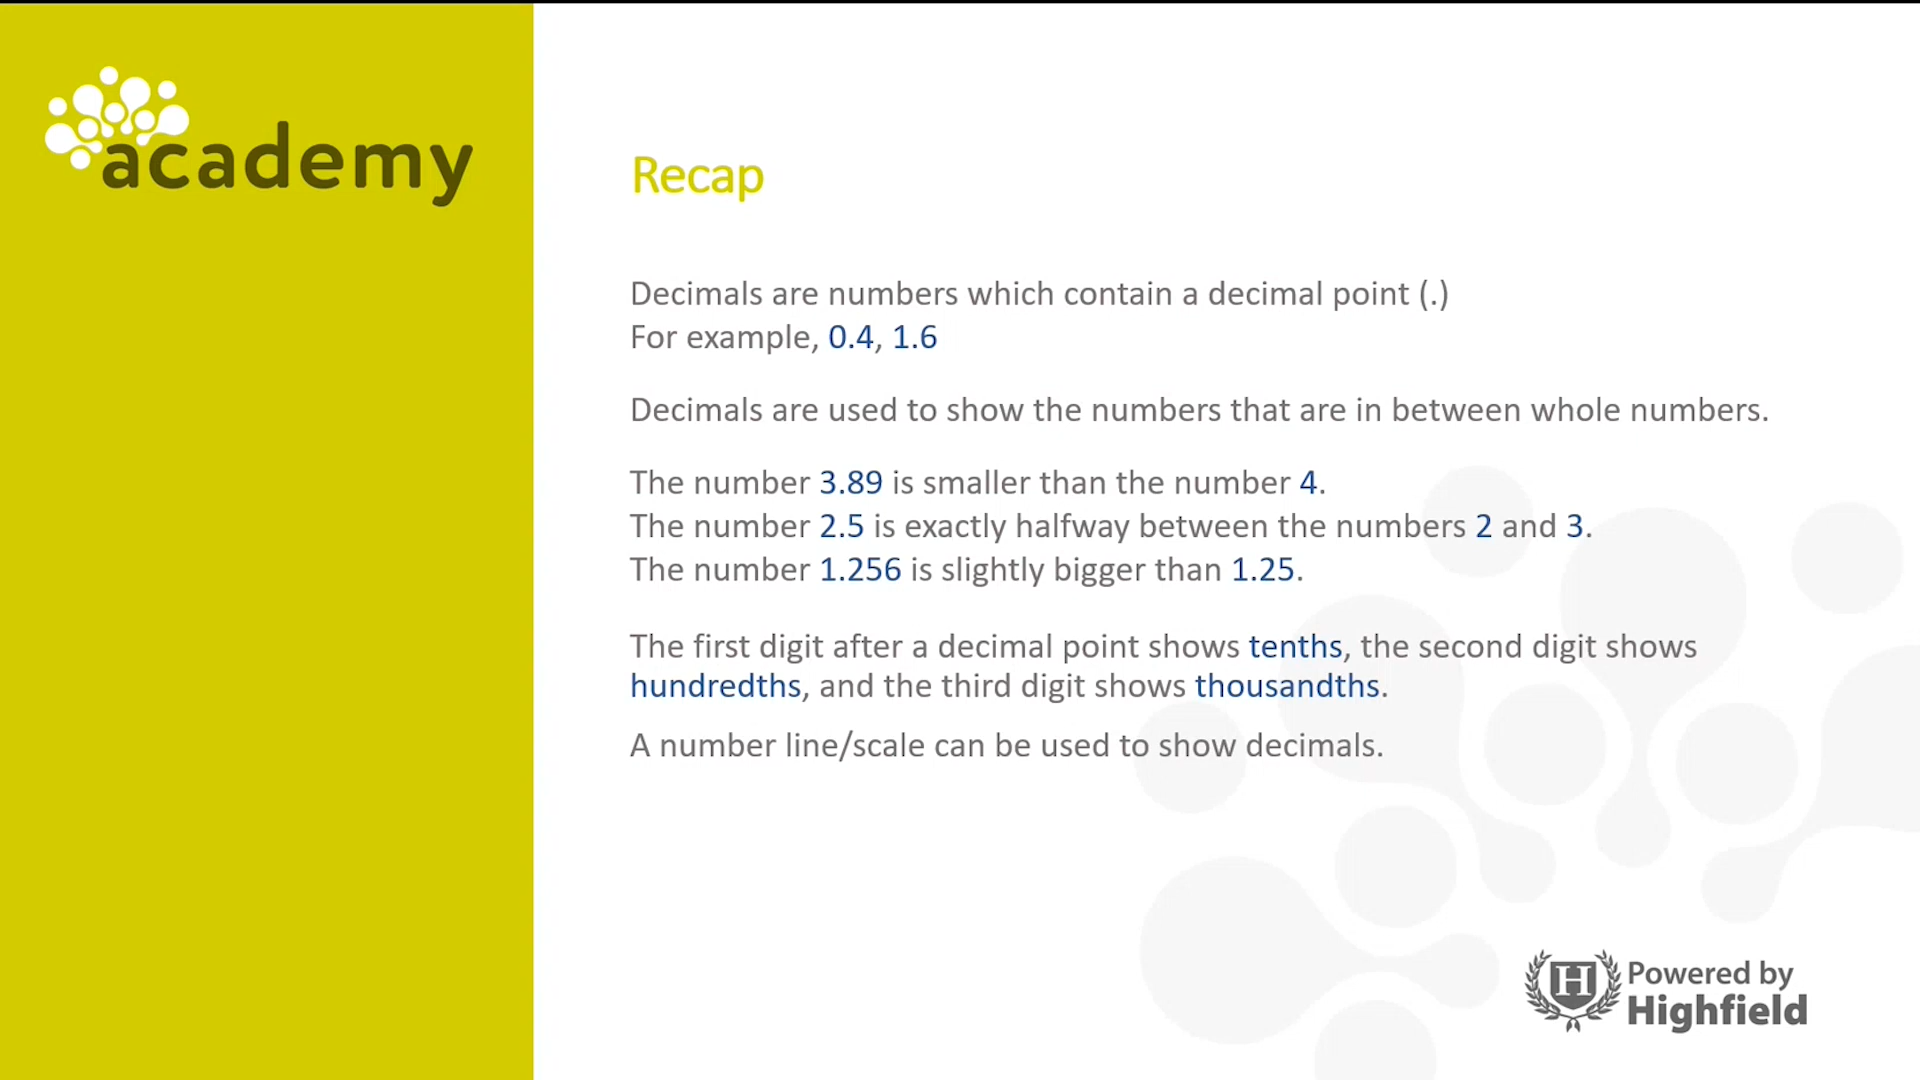 academy
Recap
Decimals are numbers which contain a decimal point (.)
For example, 0.4, 1.6
Decimals are used to show the numbers that are in between whole numbers.
The number 3.89 is smaller than the number 4.
The number 2.5 is exactly halfway between the numbers 2 and 3.
The number 1.256 is slightly bigger than 1.25.
The first digit after a decimal point shows tenths, the second digit shows
hundredths, and the third digit shows thousandths.
A number line/scale can be used to show decimals.
H
Powered by
Highfield